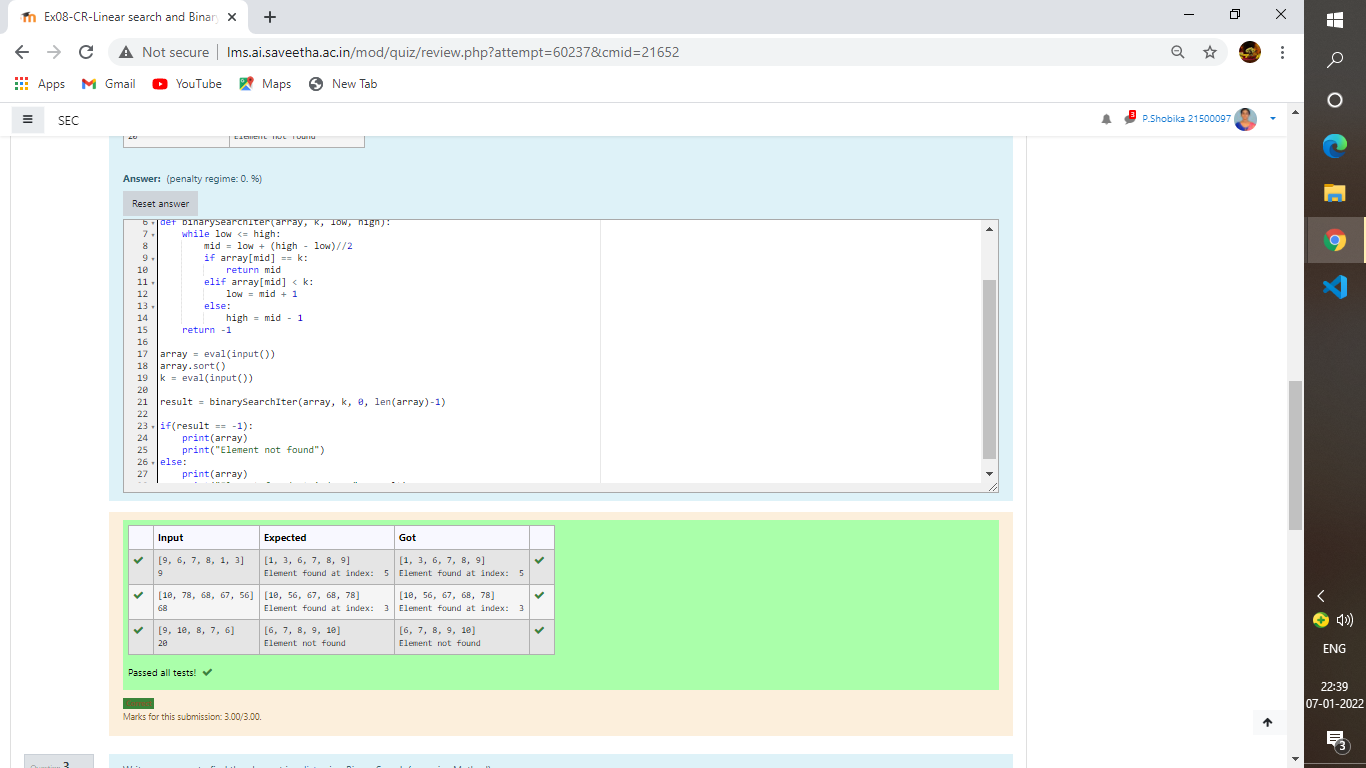 Ex08-CR-Linear search and Binar
Not secure lms.ai.saveetha.ac.in/mod/quiz/review.php?attempt=60237&cmid=21652
Apps Gmail YouTube Maps New Tab
SEC
3
P.Shobika 21500097
20 Element not found
Answer: (penalty regime: 0. %)
Reset answer
6 def binarySearchIter(array, k, low, high):
7 while low <= high:
8 mid = low + (high - low)//2
9 if array[mid] == k:
10 return mid
11 elif array[mid] < k:
12 low = mid + 1
13 else:
14 high = mid - 1
15 return -1
16
17 array = eval(input())
18 array.sort()
19 k = eval(input())
20
21 result = binarySearchIter(array, k, 0, len(array)-1)
22
23 if(result == -1):
24 print(array)
25 print("Element not found")
26 else:
27 print(array)
Input Expected Got
[9, 6, 7, 8, 1, 3] [1, 3, 6, 7, 8, 9] [1, 3, 6, 7, 8, 9]
9 Element found at index: 5 Element found at index: 5
[10, 78, 68, 67, 56] [10, 56, 67, 68, 78] [10, 56, 67, 68, 78]
68 Element found at index: 3 Element found at index: 3
[9, 10, 8, 7, 6] [6, 7, 8, 9, 10] [6, 7, 8, 9, 10]
20 Element not found Element not found
Passed all tests!
Marks for this submission: 3.00/3.00.
Question 3
ENG
22:39
07-01-2022
3